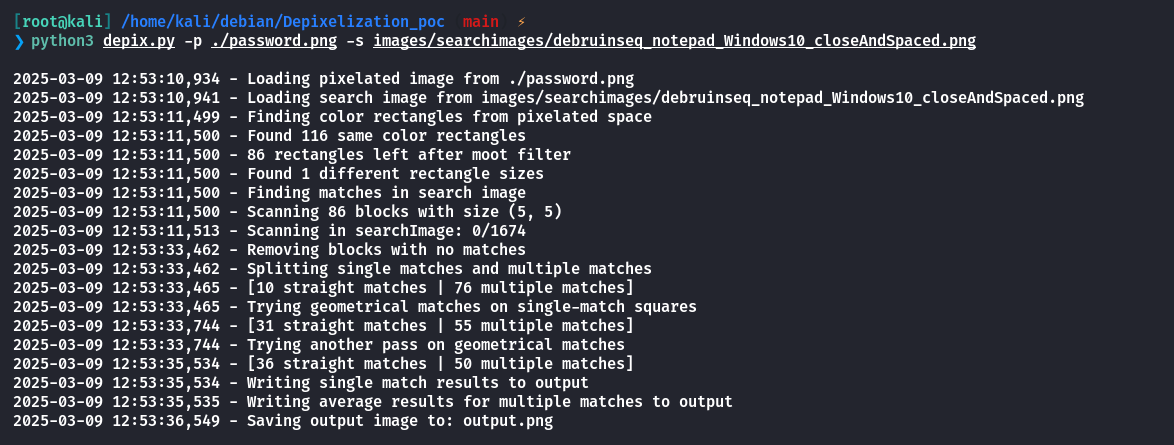 [root@kali] /home/kali/debian/Depixelization_poc main ⚡
❯ python3 depix.py -p ./password.png -s images/searchimages/debruinseq_notepad_Windows10_closeAndSpaced.png
2025-03-09 12:53:10,934 - Loading pixelated image from ./password.png
2025-03-09 12:53:10,941 - Loading search image from images/searchimages/debruinseq_notepad_Windows10_closeAndSpaced.png
2025-03-09 12:53:11,499 - Finding color rectangles from pixelated space
2025-03-09 12:53:11,500 - Found 116 same color rectangles
2025-03-09 12:53:11,500 - 86 rectangles left after moot filter
2025-03-09 12:53:11,500 - Found 1 different rectangle sizes
2025-03-09 12:53:11,500 - Finding matches in search image
2025-03-09 12:53:11,500 - Scanning 86 blocks with size (5, 5)
2025-03-09 12:53:11,513 - Scanning in searchImage: 0/1674
2025-03-09 12:53:33,462 - Removing blocks with no matches
2025-03-09 12:53:33,462 - Splitting single matches and multiple matches
2025-03-09 12:53:33,465 - [10 straight matches | 76 multiple matches]
2025-03-09 12:53:33,465 - Trying geometrical matches on single-match squares
2025-03-09 12:53:33,744 - [31 straight matches | 55 multiple matches]
2025-03-09 12:53:33,744 - Trying another pass on geometrical matches
2025-03-09 12:53:35,534 - [36 straight matches | 50 multiple matches]
2025-03-09 12:53:35,534 - Writing single match results to output
2025-03-09 12:53:35,535 - Writing average results for multiple matches to output
2025-03-09 12:53:36,549 - Saving output image to: output.png